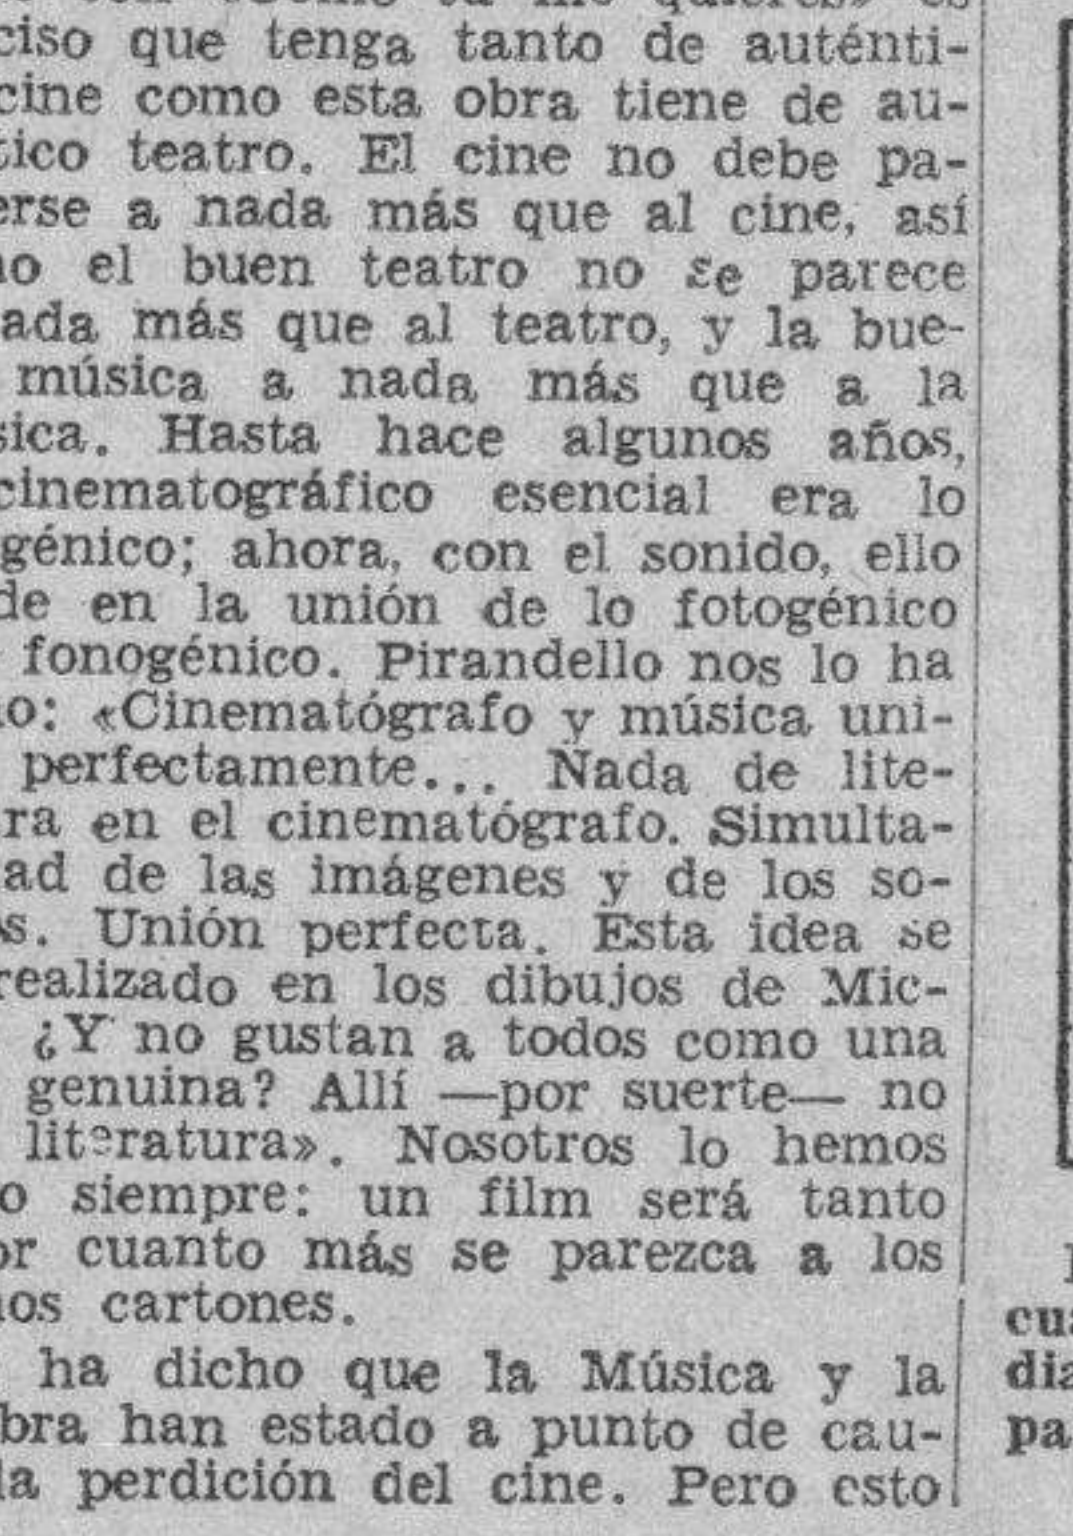 ciso que tenga tanto de auténti-
cine como esta obra tiene de au-
tico teatro. El cine no debe pa-
erse a nada más que al cine, así
no el buen teatro no se parece
ada más que al teatro, y la bue-
música a nada más que a la
sica. Hasta hace algunos años,
cinematográfico esencial era lo
génico; ahora, con el sonido, ello
de en la unión de lo fotogénico
fonogénico. Pirandello nos lo ha
o: «Cinematógrafo y música uni-
perfectamente... Nada de lite-
ra en el cinematógrafo. Simulta-
ad de las imágenes y de los so-
s. Unión perfecta. Esta idea se
realizado en los dibujos de Mic-
¿Y no gustan a todos como una
genuina? Allí —por suerte— no
literatura». Nosotros lo hemos
o siempre: un film será tanto
or cuanto más se parezca a los
nos cartones.
ha dicho que la Música y la
bra han estado a punto de cau-
la perdición del cine. Pero esto
cua
dia
pa